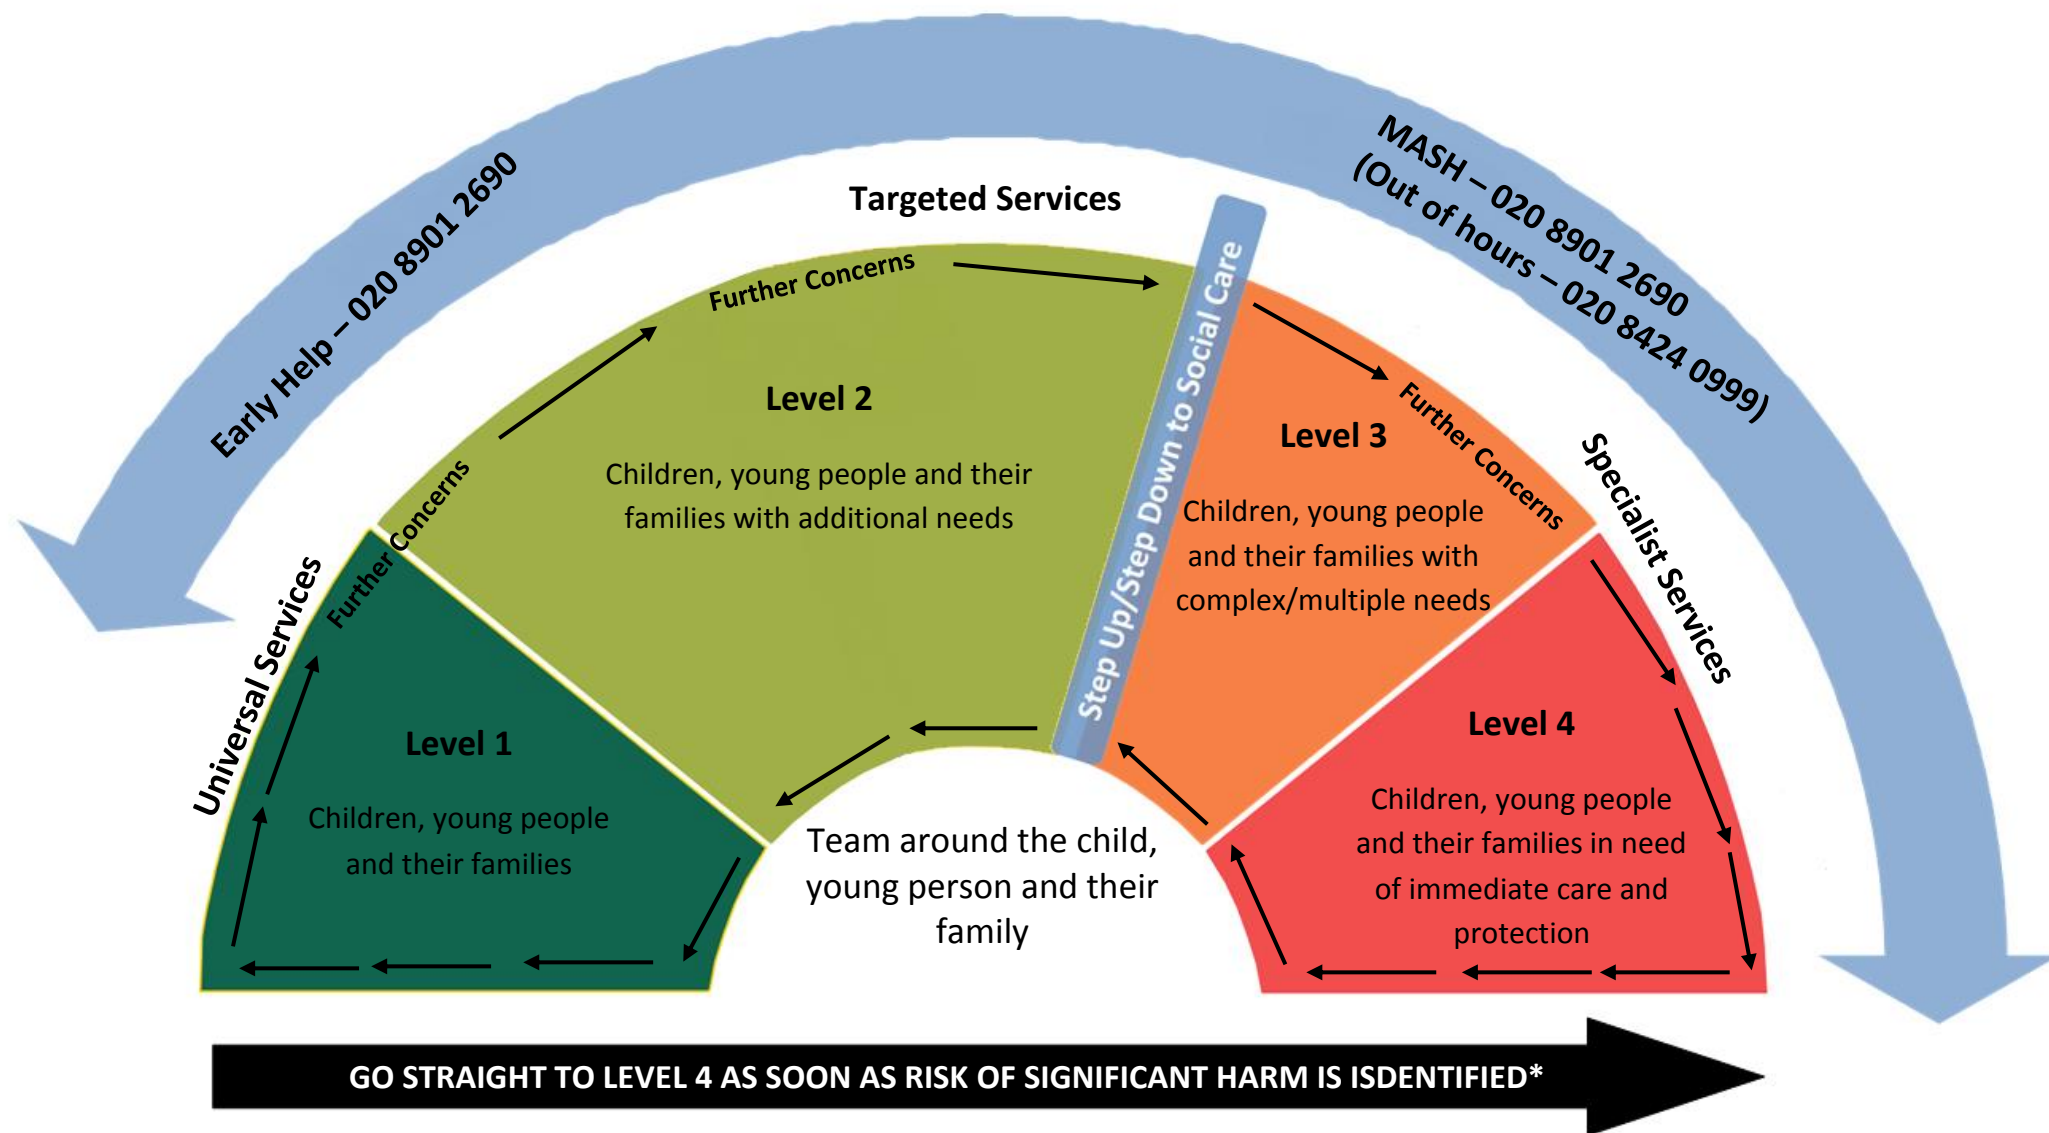 Early Help – 020 8901 2690
MASH – 020 8901 2690
(Out of hours – 020 8424 0999)
Targeted Services
Universal Services
Specialist Services
Further Concerns
Further Concerns
Further Concerns
Step Up/Step Down to Social Care
Level 1
Children, young people
and their families
Level 2
Children, young people and their
families with additional needs
Level 3
Children, young people
and their families with
complex/multiple needs
Level 4
Children, young people
and their families in need
of immediate care and
protection
Team around the child,
young person and their
family
GO STRAIGHT TO LEVEL 4 AS SOON AS RISK OF SIGNIFICANT HARM IS ISDENTIFIED*